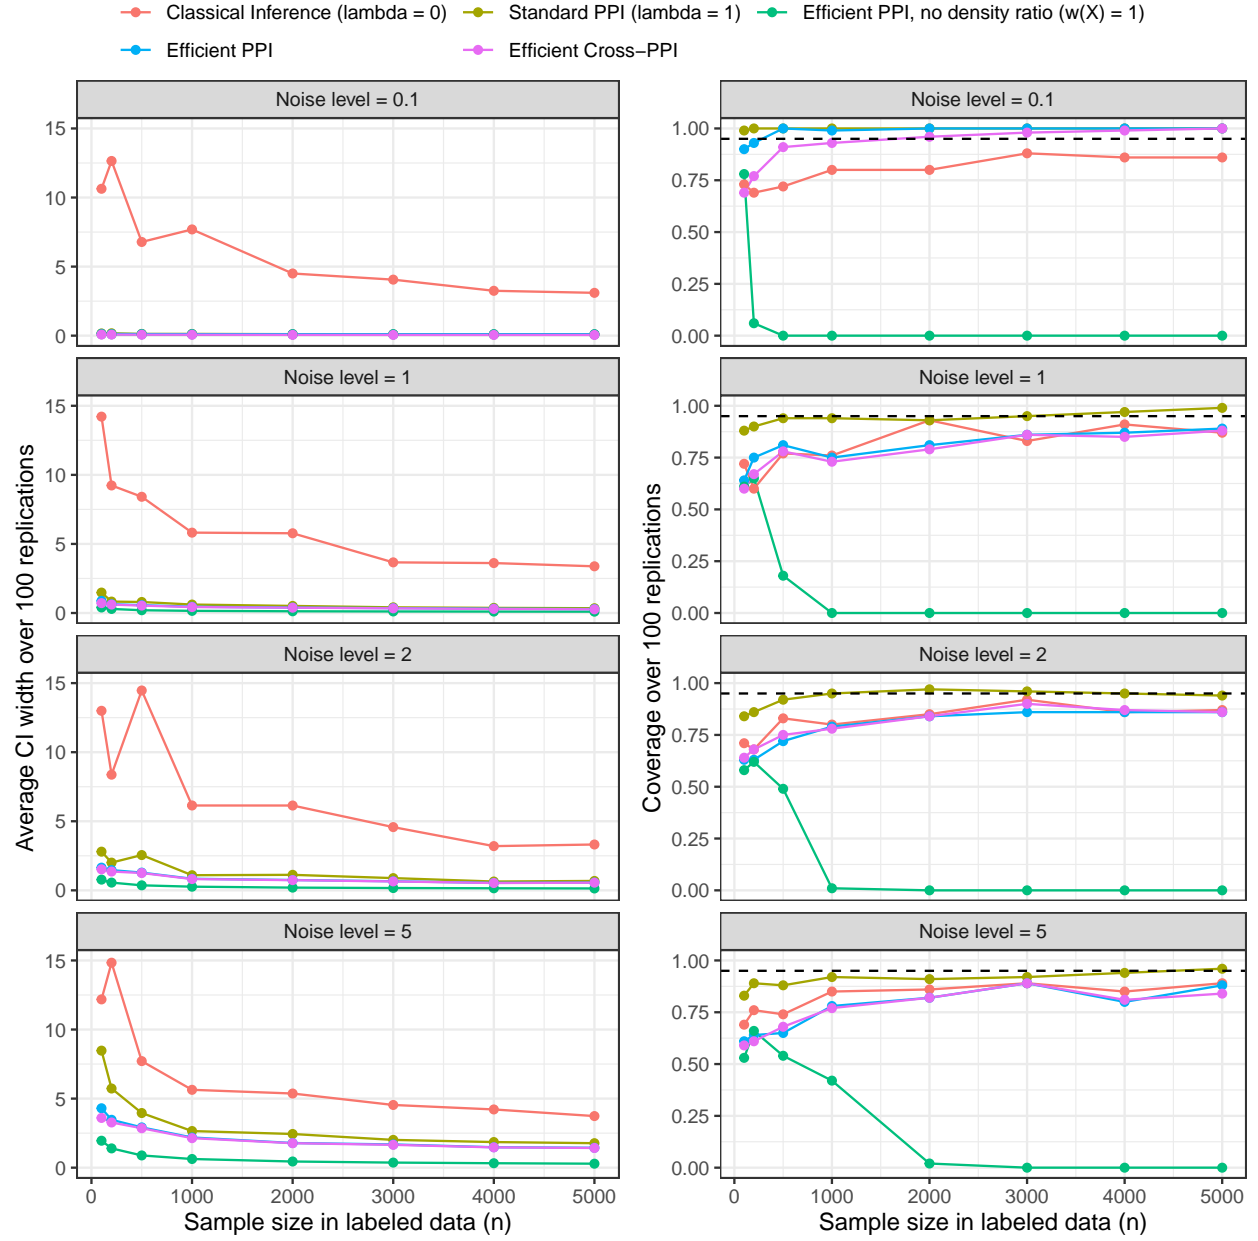 Classical Inference (lambda = 0)
Standard PPI (lambda = 1)
Efficient PPI, no density ratio (w(X) = 1)
Efficient PPI
Efficient Cross−PPI
Average CI width over 100 replications
Noise level = 0.1
15
10
5
0
Noise level = 1
15
10
5
0
Noise level = 2
15
10
5
0
Noise level = 5
15
10
5
0
0 1000 2000 3000 4000 5000
Sample size in labeled data (n)
Coverage over 100 replications
Noise level = 0.1
1.00
0.75
0.50
0.25
0.00
Noise level = 1
1.00
0.75
0.50
0.25
0.00
Noise level = 2
1.00
0.75
0.50
0.25
0.00
Noise level = 5
1.00
0.75
0.50
0.25
0.00
0 1000 2000 3000 4000 5000
Sample size in labeled data (n)